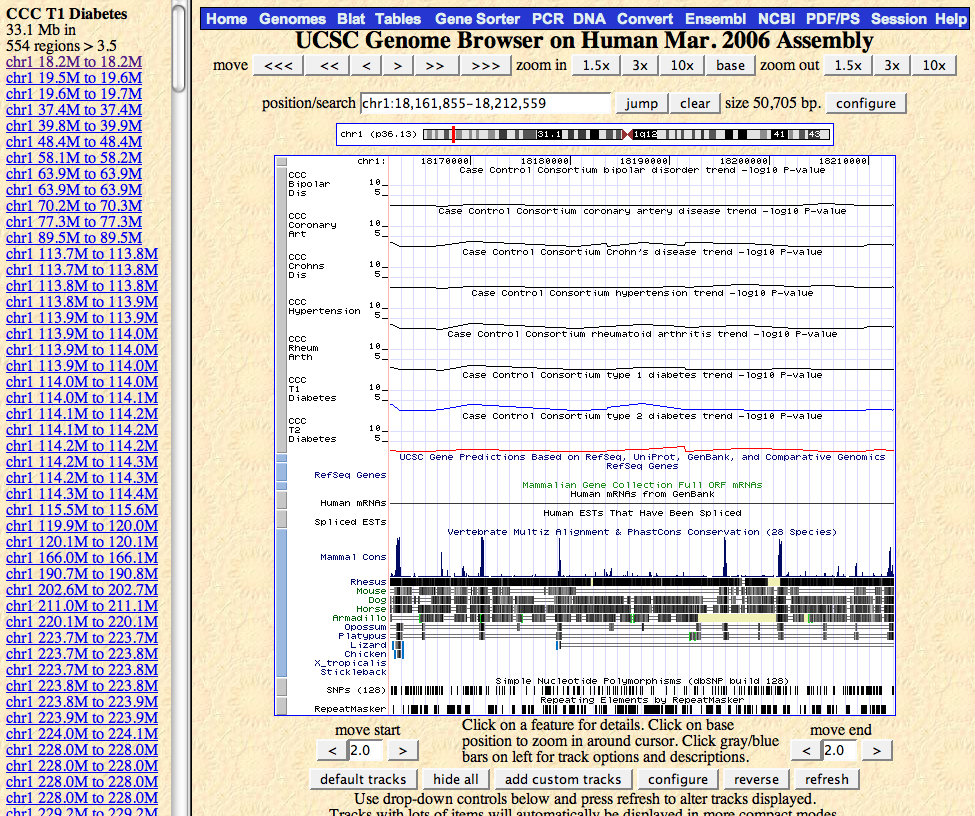 CCC T1 Diabetes
33.1 Mb in
554 regions > 3.5
chr1 18.2M to 18.2M
chr1 19.5M to 19.6M
chr1 19.6M to 19.7M
chr1 37.4M to 37.4M
chr1 39.8M to 39.9M
chr1 48.4M to 48.4M
chr1 58.1M to 58.2M
chr1 63.9M to 63.9M
chr1 63.9M to 63.9M
chr1 70.2M to 70.3M
chr1 77.3M to 77.3M
chr1 89.5M to 89.5M
chr1 113.7M to 113.8M
chr1 113.7M to 113.8M
chr1 113.8M to 113.8M
chr1 113.8M to 113.9M
chr1 113.9M to 113.9M
chr1 113.9M to 114.0M
chr1 113.9M to 114.0M
chr1 113.9M to 114.0M
chr1 114.0M to 114.0M
chr1 114.0M to 114.1M
chr1 114.1M to 114.2M
chr1 114.1M to 114.2M
chr1 114.2M to 114.2M
chr1 114.2M to 114.3M
chr1 114.2M to 114.3M
chr1 114.3M to 114.4M
chr1 115.5M to 115.6M
chr1 119.9M to 120.0M
chr1 120.1M to 120.1M
chr1 166.0M to 166.1M
chr1 190.7M to 190.8M
chr1 202.6M to 202.7M
chr1 211.0M to 211.1M
chr1 220.1M to 220.1M
chr1 223.7M to 223.7M
chr1 223.7M to 223.8M
chr1 223.7M to 223.8M
chr1 223.8M to 223.8M
chr1 223.8M to 223.9M
chr1 223.9M to 223.9M
chr1 224.0M to 224.1M
chr1 228.0M to 228.0M
chr1 228.0M to 228.0M
chr1 228.0M to 228.0M
chr1 228.0M to 228.0M
chr1 229.2M to 229.2M
Home Genomes Blat Tables Gene Sorter PCR DNA Convert Ensembl NCBI PDF/PS Session Help
UCSC Genome Browser on Human Mar. 2006 Assembly
move <<< << < > >> >>> zoom in 1.5x 3x 10x base zoom out 1.5x 3x 10x
position/search chr1:18,161,855-18,212,559 jump clear size 50,705 bp. configure
chr1 (p36.13) 31.1 1q12 41 43
chr1: 18170000 18180000 18190000 18200000 18210000
Case Control Consortium bipolar disorder trend -log10 P-value
CCC
Bipolar 10
Dis 5
Case Control Consortium coronary artery disease trend -log10 P-value
CCC
Coronary 10
Art 5
Case Control Consortium Crohn's disease trend -log10 P-value
CCC
Crohns 10
Dis 5
Case Control Consortium hypertension trend -log10 P-value
CCC 10
Hypertension 5
Case Control Consortium rheumatoid arthritis trend -log10 P-value
CCC
Rheum 10
Arth 5
Case Control Consortium type 1 diabetes trend -log10 P-value
CCC
T1 10
Diabetes 5
Case Control Consortium type 2 diabetes trend -log10 P-value
CCC
T2 10
Diabetes 5
UCSC Gene Predictions Based on RefSeq, UniProt, GenBank, and Comparative Genomics
RefSeq Genes
RefSeq Genes
Mammalian Gene Collection Full ORF mRNAs
Human mRNAs from GenBank
Human mRNAs
Human ESTs That Have Been Spliced
Spliced ESTs
Vertebrate Multiz Alignment & PhastCons Conservation (28 Species)
Mammal Cons
Rhesus
Mouse
Dog
Horse
Armadillo
Opossum
Platypus
Lizard
Chicken
X_tropicalis
Stickleback
Simple Nucleotide Polymorphisms (dbSNP build 128)
SNPs (128)
Repeating Elements by RepeatMasker
RepeatMasker
move start
< 2.0 >
Click on a feature for details. Click on base
position to zoom in around cursor. Click gray/blue
bars on left for track options and descriptions.
move end
< 2.0 >
default tracks hide all add custom tracks configure reverse refresh
Use drop-down controls below and press refresh to alter tracks displayed.
Tracks with lots of items will automatically be displayed in more compact modes.